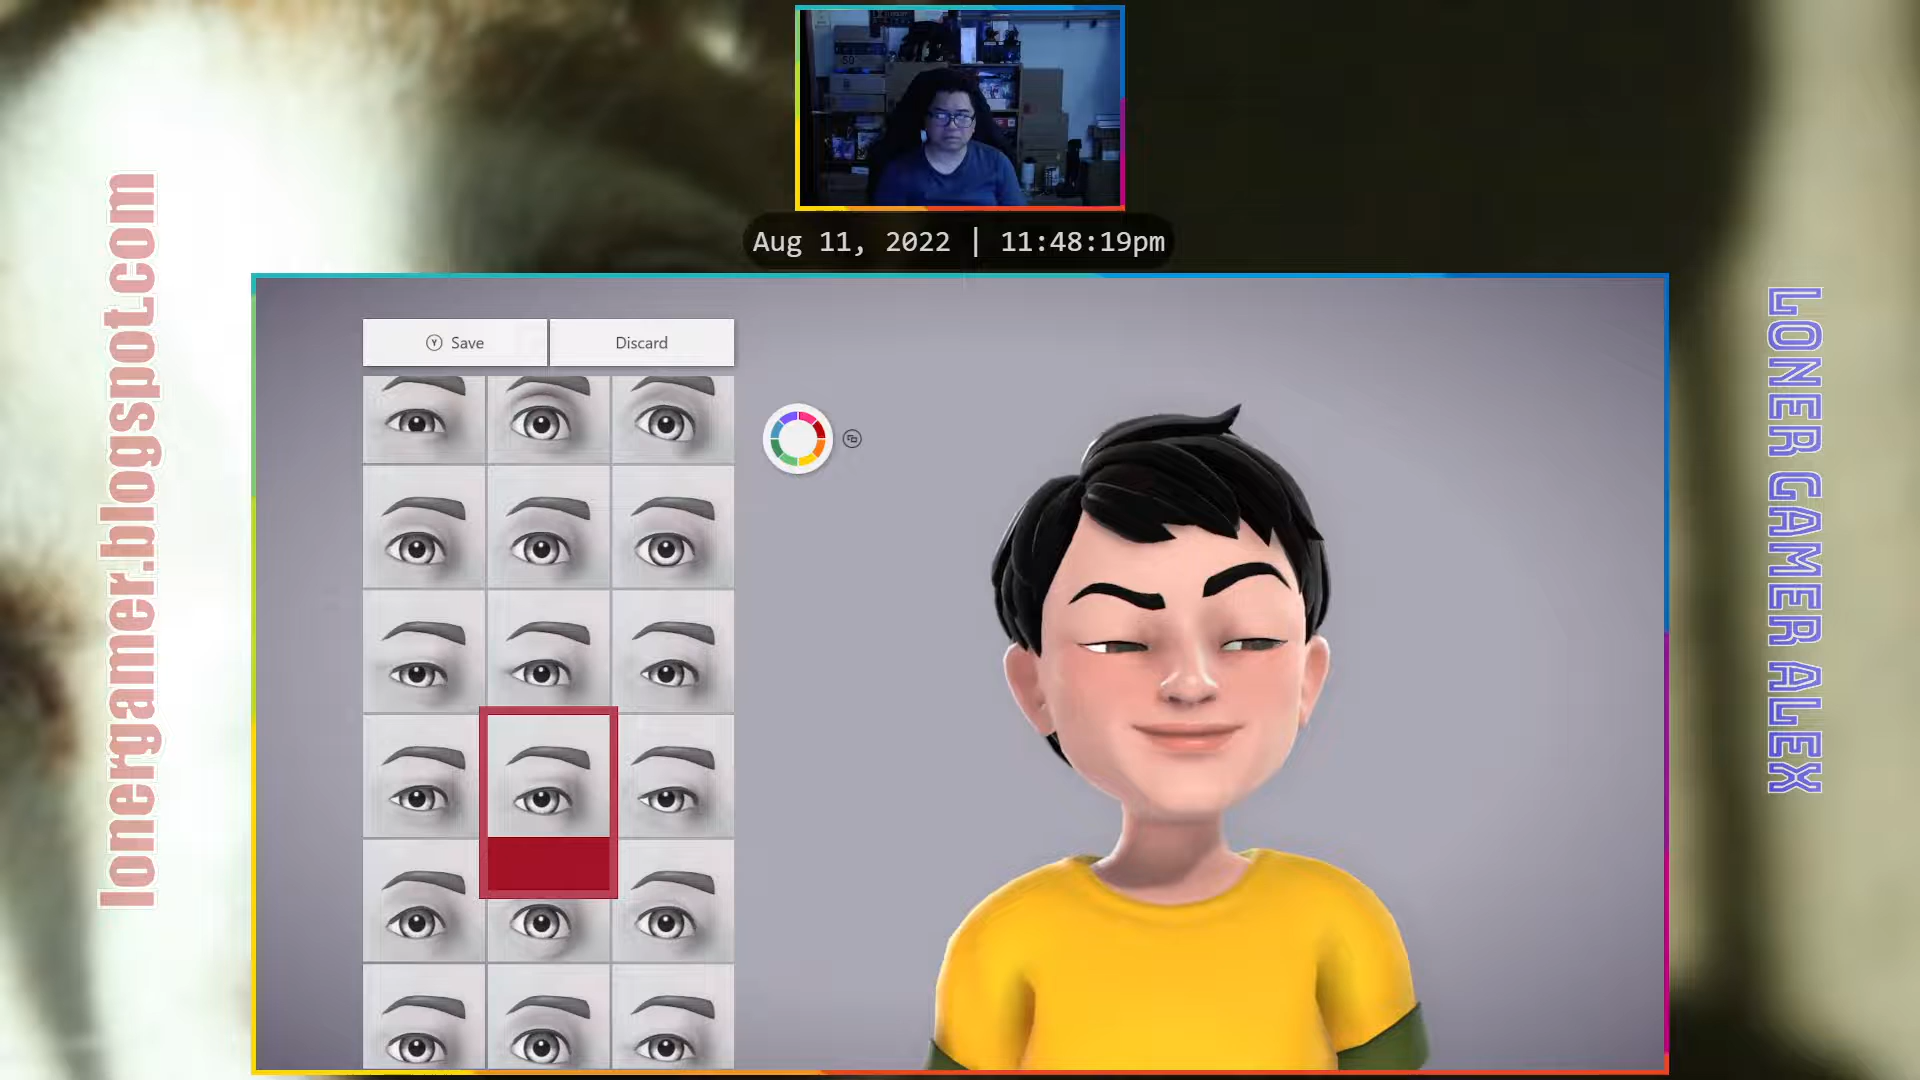 Aug 11, 2022 | 11:48:19pm
lonergamer.blogspot.com
LONER GAMER ALEX
Y Save
Discard